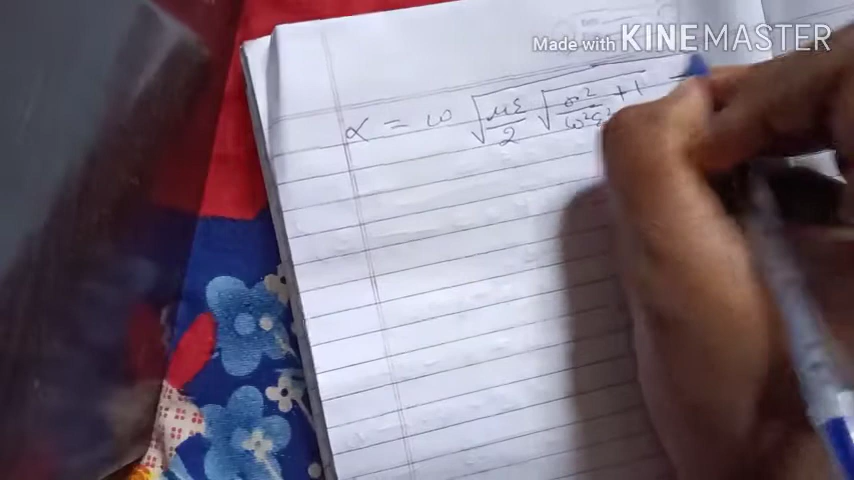 Made with KINEMASTER
α = ω √(με/2 √(σ²/ω²ε² + 1